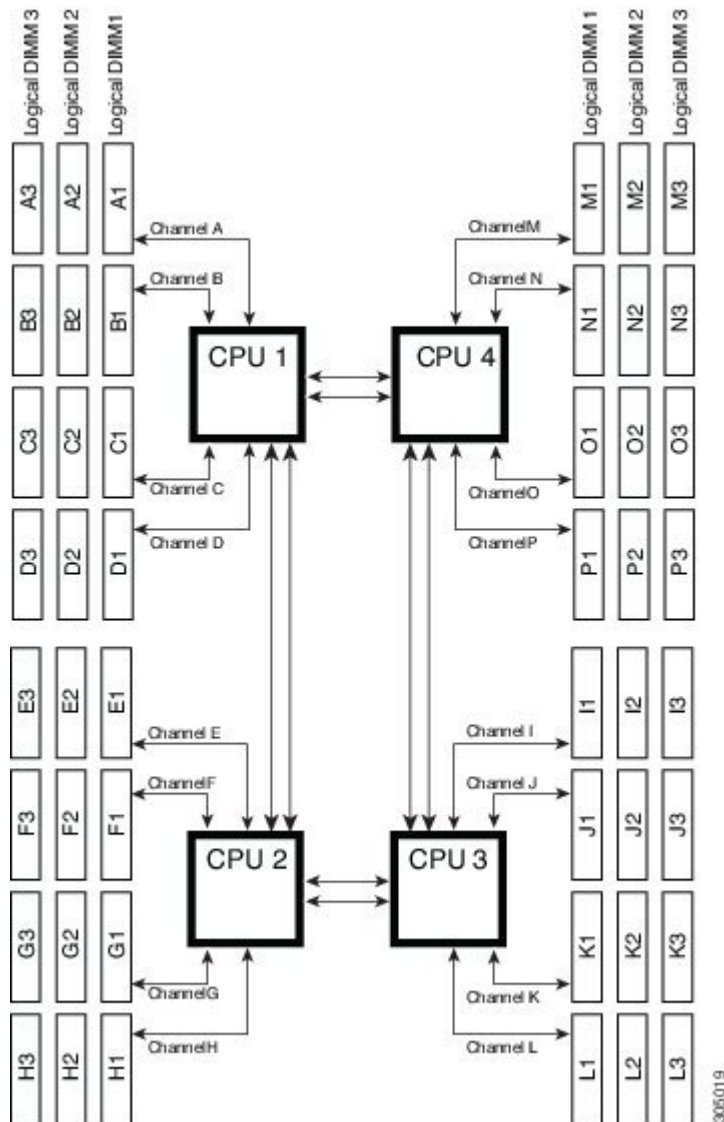 Logical DIMM 3
Logical DIMM 2
Logical DIMM1
Logical DIMM 1
Logical DIMM 2
Logical DIMM 3
A3
A2
A1
Channel A
ChannelM
M1
M2
M3
B3
B2
B1
Channel B
Channel N
N1
N2
N3
CPU 1
CPU 4
C3
C2
C1
Channel C
ChannelO
O1
O2
O3
D3
D2
D1
Channel D
ChannelP
P1
P2
P3
E3
E2
E1
Channel E
Channel I
I1
I2
I3
F3
F2
F1
ChannelF
Channel J
J1
J2
J3
CPU 2
CPU 3
G3
G2
G1
ChannelG
Channel K
K1
K2
K3
H3
H2
H1
ChannelH
Channel L
L1
L2
L3
305019